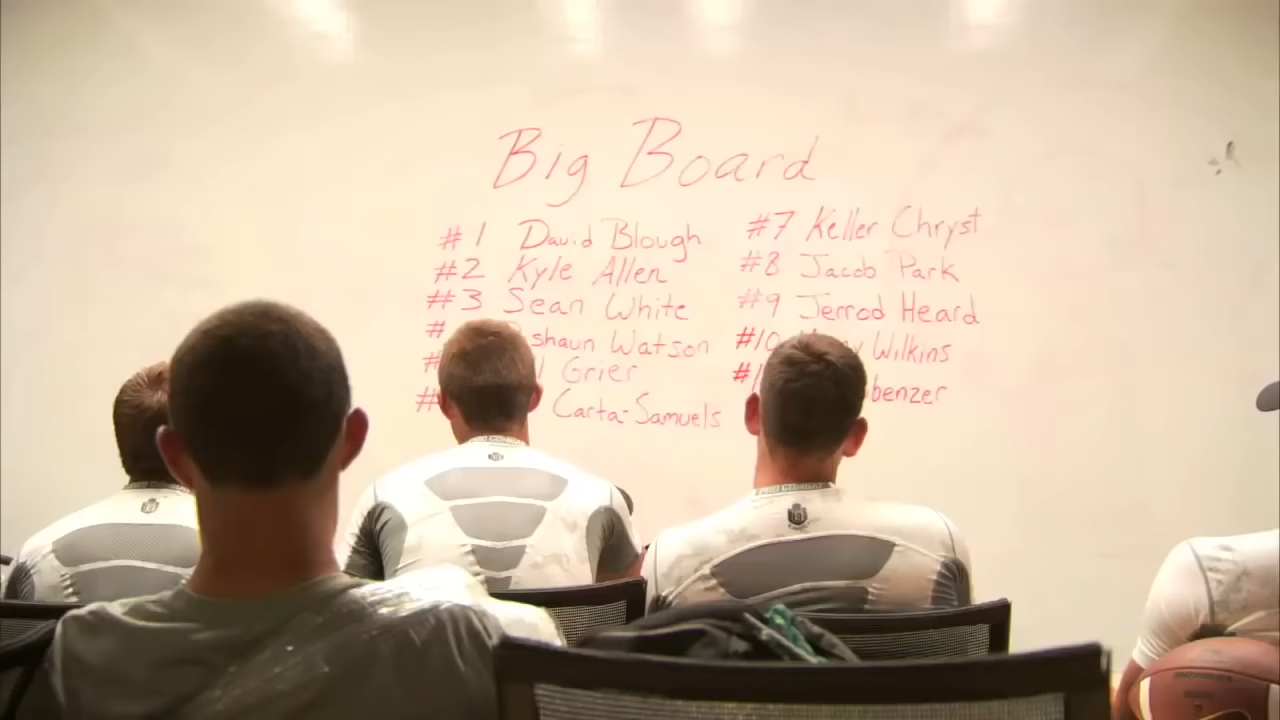 Big Board
#1 David Blough
#2 Kyle Allen
#3 Sean White
# shaun Watson
# l Grier
# Carta-Samuels
#7 Keller Chryst
#8 Jacob Park
#9 Jerrod Heard
#10 Wilkins
#1 benzer